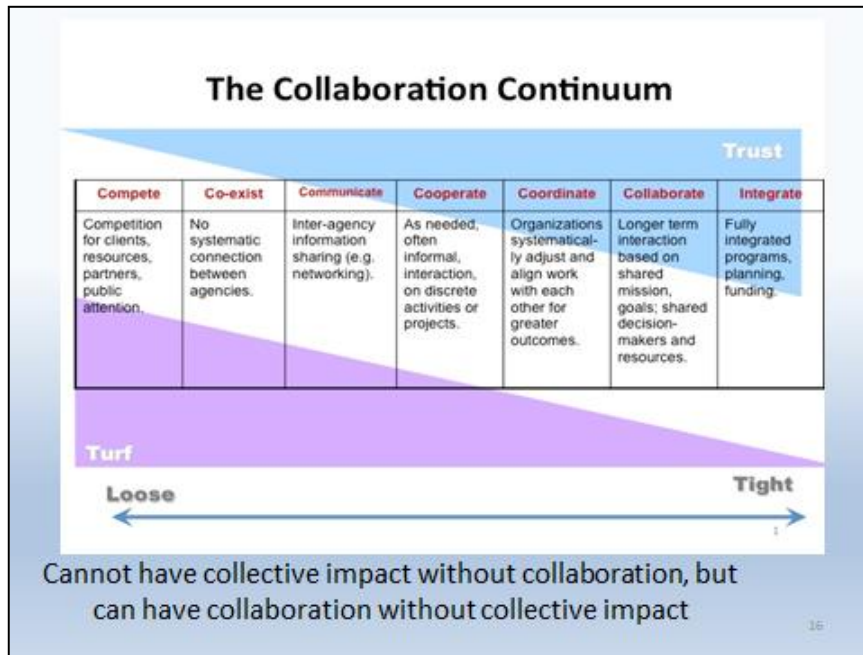 The Collaboration Continuum
Trust
Compete
Co-exist
Communicate
Cooperate
Coordinate
Collaborate
Integrate
Competition
for clients,
resources,
partners,
public
attention.
No
systematic
connection
between
agencies.
Inter-agency
information
sharing (e.g.
networking).
As needed,
often
informal,
interaction,
on discrete
activities or
projects.
Organizations
systematical-
ly adjust and
align work
with each
other for
greater
outcomes.
Longer term
interaction
based on
shared
mission,
goals; shared
decision-
makers and
resources.
Fully
integrated
programs,
planning,
funding.
Turf
Loose
Tight
1
Cannot have collective impact without collaboration, but
can have collaboration without collective impact
16